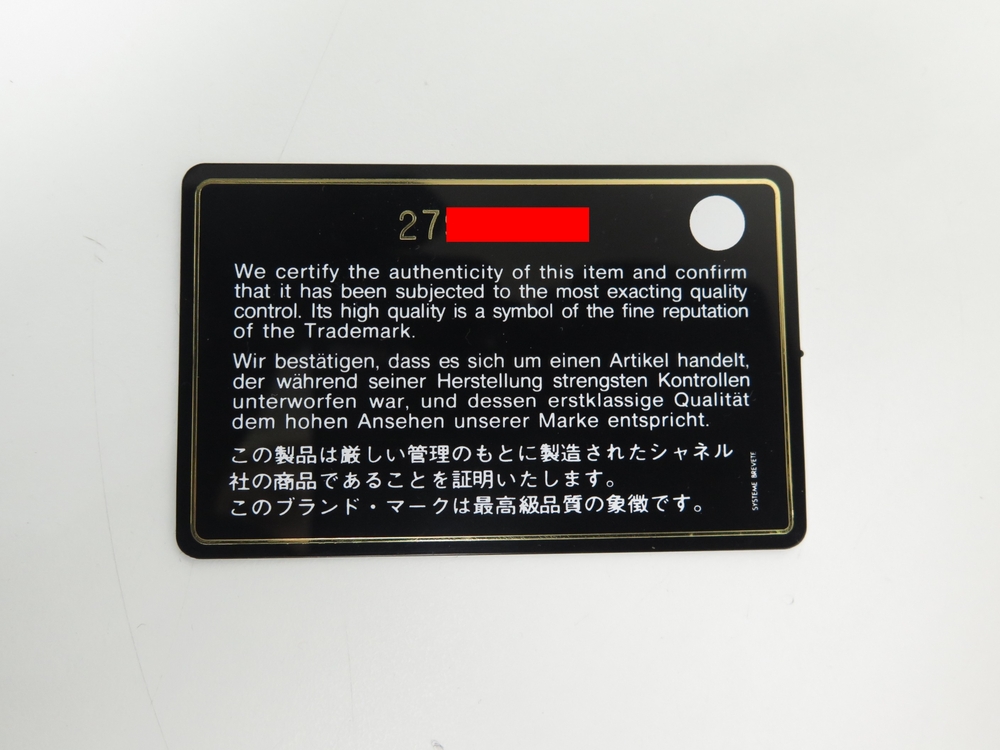 27
We certify the authenticity of this item and confirm
that it has been subjected to the most exacting quality
control. Its high quality is a symbol of the fine reputation
of the Trademark.
Wir bestätigen, dass es sich um einen Artikel handelt,
der während seiner Herstellung strengsten Kontrollen
unterworfen war, und dessen erstklassige Qualität
dem hohen Ansehen unserer Marke entspricht.
この製品は厳しい管理のもとに製造されたシャネル
社の商品であることを証明いたします。
このブランド・マークは最高級品質の象徴です。
SYSTEME BREVETE